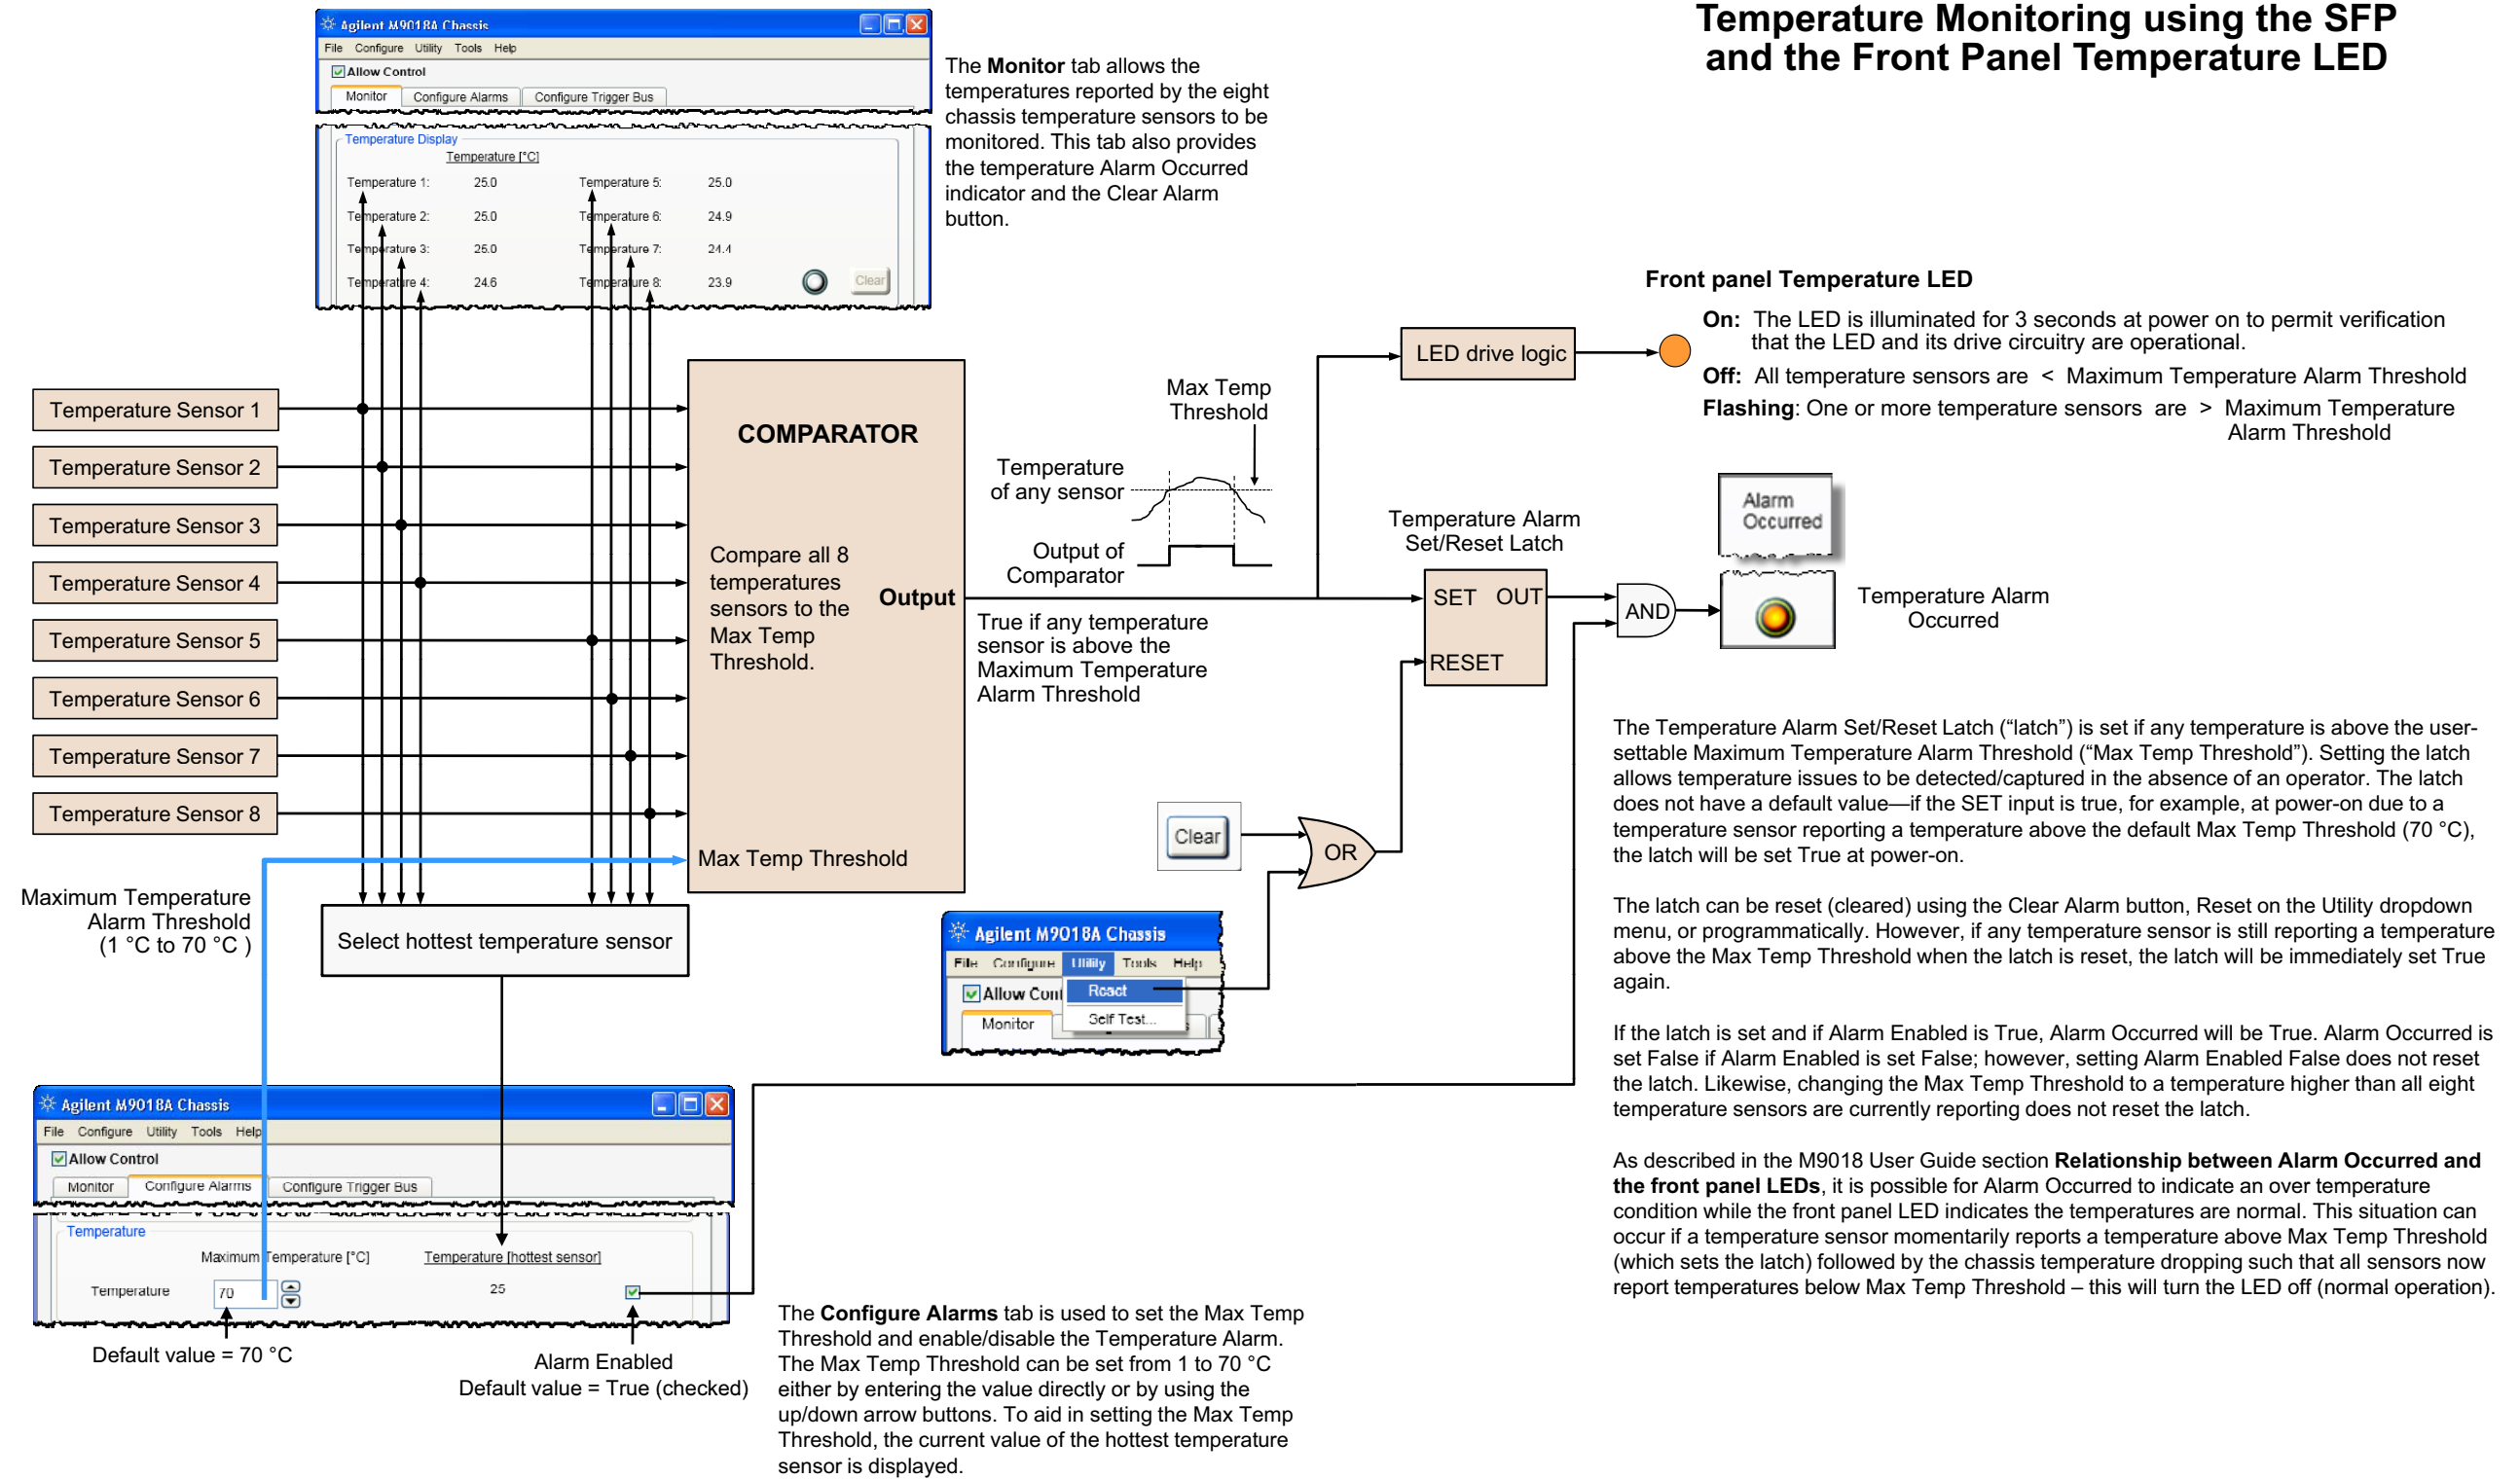 Temperature Monitoring using the SFP
and the Front Panel Temperature LED
Agilent M9018A Chassis
File Configure Utility Tools Help
Allow Control
Monitor Configure Alarms Configure Trigger Bus
Temperature Display
Temperature [°C]
Temperature 1: 25.0 Temperature 5: 25.0
Temperature 2: 25.0 Temperature 6: 24.9
Temperature 3: 25.0 Temperature 7: 24.4
Temperature 4: 24.6 Temperature 8: 23.9
Clear
The Monitor tab allows the
temperatures reported by the eight
chassis temperature sensors to be
monitored. This tab also provides
the temperature Alarm Occurred
indicator and the Clear Alarm
button.
Temperature Sensor 1
Temperature Sensor 2
Temperature Sensor 3
Temperature Sensor 4
Temperature Sensor 5
Temperature Sensor 6
Temperature Sensor 7
Temperature Sensor 8
COMPARATOR
Compare all 8
temperatures
sensors to the
Max Temp
Threshold.
Output
Max Temp Threshold
Maximum Temperature
Alarm Threshold
(1 °C to 70 °C )
Select hottest temperature sensor
Max Temp
Threshold
Temperature
of any sensor
Output of
Comparator
True if any temperature
sensor is above the
Maximum Temperature
Alarm Threshold
LED drive logic
Front panel Temperature LED
On: The LED is illuminated for 3 seconds at power on to permit verification
that the LED and its drive circuitry are operational.
Off: All temperature sensors are < Maximum Temperature Alarm Threshold
Flashing: One or more temperature sensors are > Maximum Temperature
Alarm Threshold
Temperature Alarm
Set/Reset Latch
SET OUT
RESET
AND
Alarm
Occurred
Temperature Alarm
Occurred
Clear
OR
Agilent M9018A Chassis
File Configure Utility Tools Help
Allow Cont
Reset
Monitor
Self Test...
The Temperature Alarm Set/Reset Latch (“latch”) is set if any temperature is above the user-
settable Maximum Temperature Alarm Threshold (“Max Temp Threshold”). Setting the latch
allows temperature issues to be detected/captured in the absence of an operator. The latch
does not have a default value—if the SET input is true, for example, at power-on due to a
temperature sensor reporting a temperature above the default Max Temp Threshold (70 °C),
the latch will be set True at power-on.
The latch can be reset (cleared) using the Clear Alarm button, Reset on the Utility dropdown
menu, or programmatically. However, if any temperature sensor is still reporting a temperature
above the Max Temp Threshold when the latch is reset, the latch will be immediately set True
again.
If the latch is set and if Alarm Enabled is True, Alarm Occurred will be True. Alarm Occurred is
set False if Alarm Enabled is set False; however, setting Alarm Enabled False does not reset
the latch. Likewise, changing the Max Temp Threshold to a temperature higher than all eight
temperature sensors are currently reporting does not reset the latch.
As described in the M9018 User Guide section Relationship between Alarm Occurred and
the front panel LEDs, it is possible for Alarm Occurred to indicate an over temperature
condition while the front panel LED indicates the temperatures are normal. This situation can
occur if a temperature sensor momentarily reports a temperature above Max Temp Threshold
(which sets the latch) followed by the chassis temperature dropping such that all sensors now
report temperatures below Max Temp Threshold – this will turn the LED off (normal operation).
Agilent M9018A Chassis
File Configure Utility Tools Help
Allow Control
Monitor Configure Alarms Configure Trigger Bus
Temperature
Maximum Temperature [°C] Temperature [hottest sensor]
Temperature 70 25
Default value = 70 °C
Alarm Enabled
Default value = True (checked)
The Configure Alarms tab is used to set the Max Temp
Threshold and enable/disable the Temperature Alarm.
The Max Temp Threshold can be set from 1 to 70 °C
either by entering the value directly or by using the
up/down arrow buttons. To aid in setting the Max Temp
Threshold, the current value of the hottest temperature
sensor is displayed.